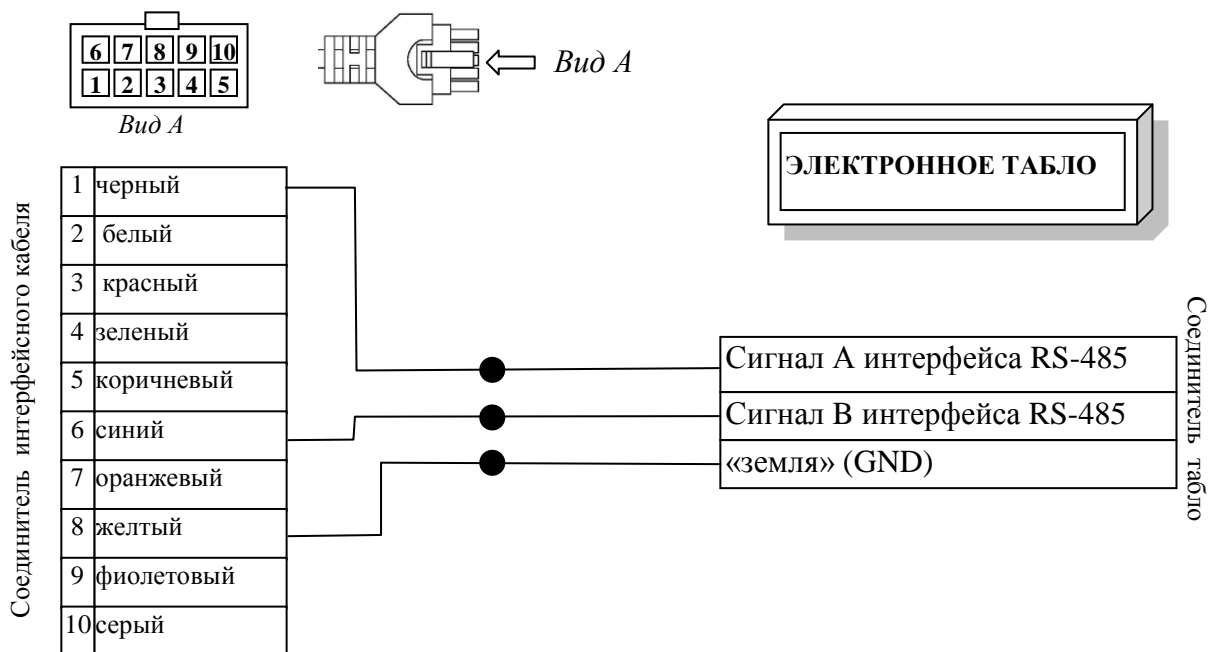 6 7 8 9 10
1 2 3 4 5
Вид А
Вид А
ЭЛЕКТРОННОЕ ТАБЛО
Соединитель интерфейсного кабеля
1 черный
2 белый
3 красный
4 зеленый
5 коричневый
6 синий
7 оранжевый
8 желтый
9 фиолетовый
10 серый
Сигнал А интерфейса RS-485
Сигнал В интерфейса RS-485
«земля» (GND)
Соединитель табло